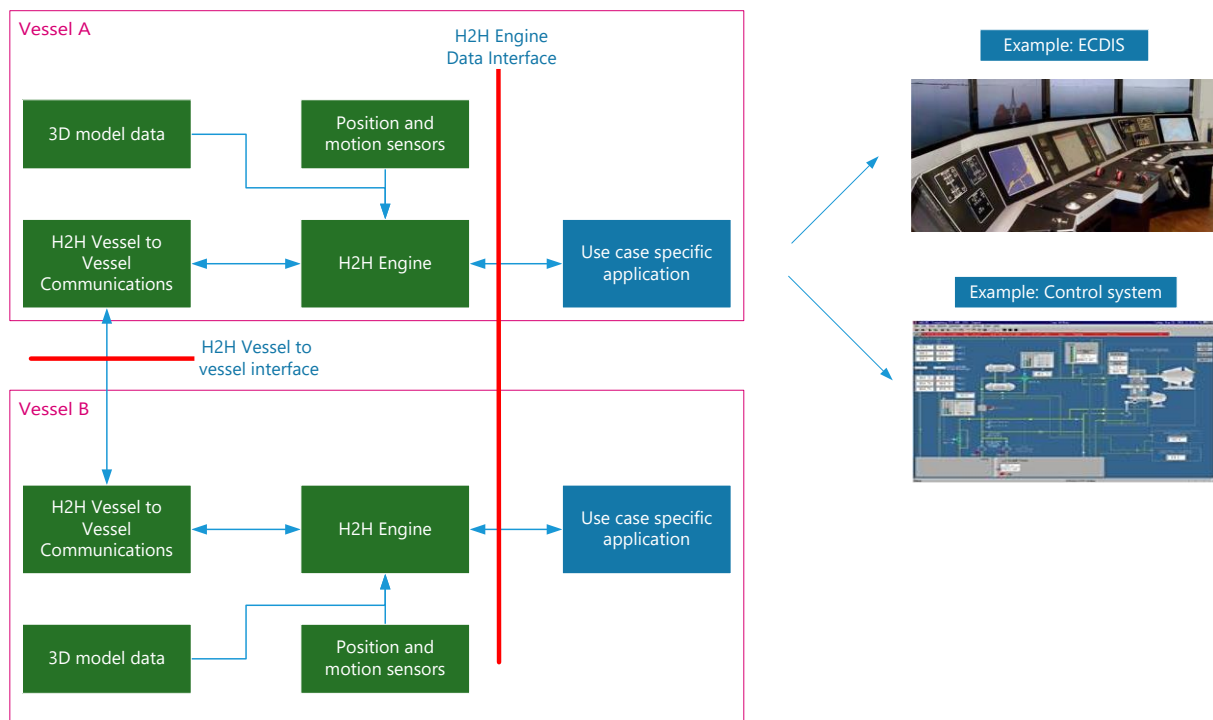 Vessel A
H2H Engine
Data Interface
Example: ECDIS
3D model data
Position and
motion sensors
H2H Vessel to
Vessel
Communications
H2H Engine
Use case specific
application
Example: Control system
H2H Vessel to
vessel interface
Vessel B
H2H Vessel to
Vessel
Communications
H2H Engine
Use case specific
application
3D model data
Position and
motion sensors